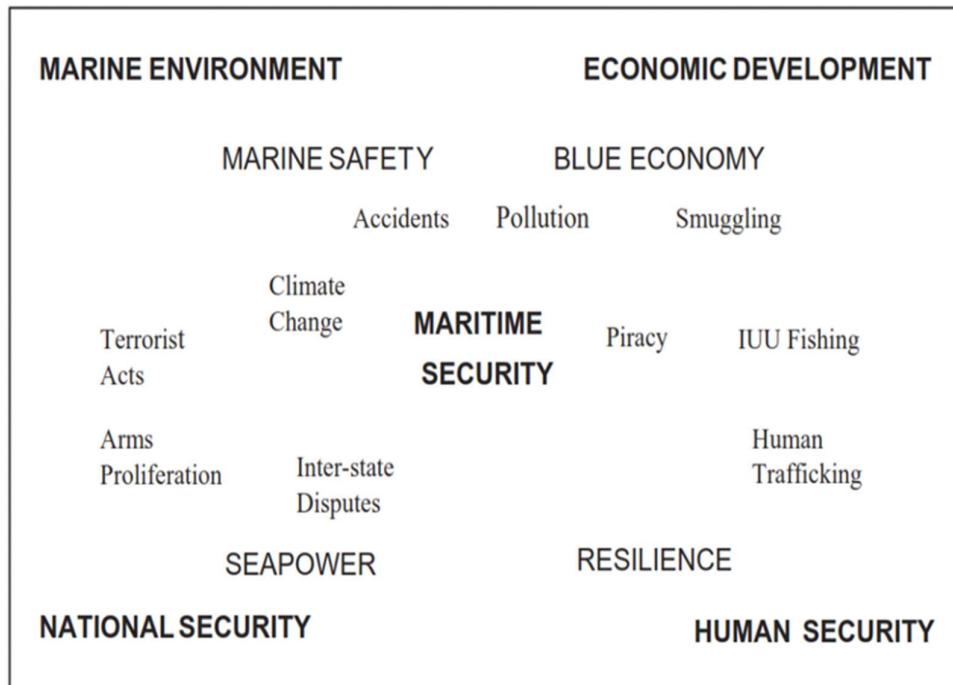 MARINE ENVIRONMENT
ECONOMIC DEVELOPMENT
MARINE SAFETY
BLUE ECONOMY
Accidents
Pollution
Smuggling
Climate
Change
MARITIME
SECURITY
Terrorist
Acts
Piracy
IUU Fishing
Arms
Proliferation
Inter-state
Disputes
Human
Trafficking
SEAPOWER
RESILIENCE
NATIONAL SECURITY
HUMAN SECURITY